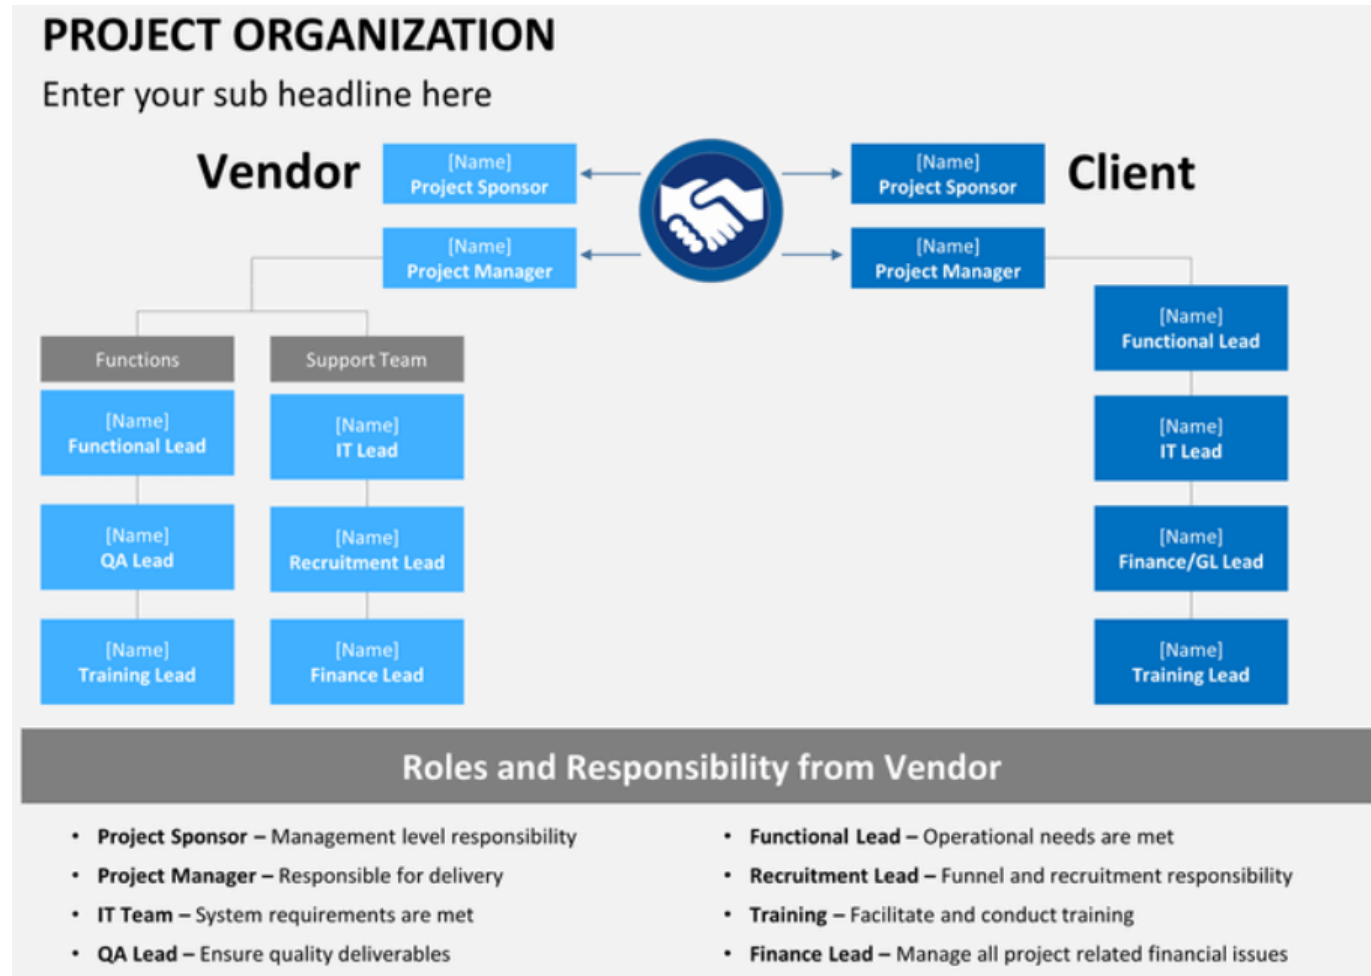 PROJECT ORGANIZATION
Enter your sub headline here
Vendor
[Name]
Project Sponsor
[Name]
Project Sponsor
Client
[Name]
Project Manager
[Name]
Project Manager
Functions
Support Team
[Name]
Functional Lead
[Name]
IT Lead
[Name]
QA Lead
[Name]
Recruitment Lead
[Name]
Training Lead
[Name]
Finance Lead
[Name]
Functional Lead
[Name]
IT Lead
[Name]
Finance/GL Lead
[Name]
Training Lead
Roles and Responsibility from Vendor
• Project Sponsor – Management level responsibility
• Project Manager – Responsible for delivery
• IT Team – System requirements are met
• QA Lead – Ensure quality deliverables
• Functional Lead – Operational needs are met
• Recruitment Lead – Funnel and recruitment responsibility
• Training – Facilitate and conduct training
• Finance Lead – Manage all project related financial issues